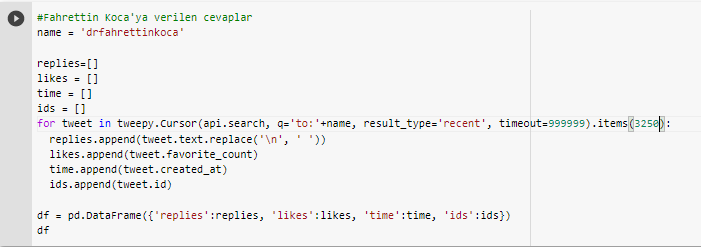 #Fahrettin Koca'ya verilen cevaplar
name = 'drfahrettinkoca'
replies=[]
likes = []
time = []
ids = []
for tweet in tweepy.Cursor(api.search, q='to:'+name, result_type='recent', timeout=999999).items(3250):
  replies.append(tweet.text.replace('\n', ' '))
  likes.append(tweet.favorite_count)
  time.append(tweet.created_at)
  ids.append(tweet.id)
df = pd.DataFrame({'replies':replies, 'likes':likes, 'time':time, 'ids':ids})
df